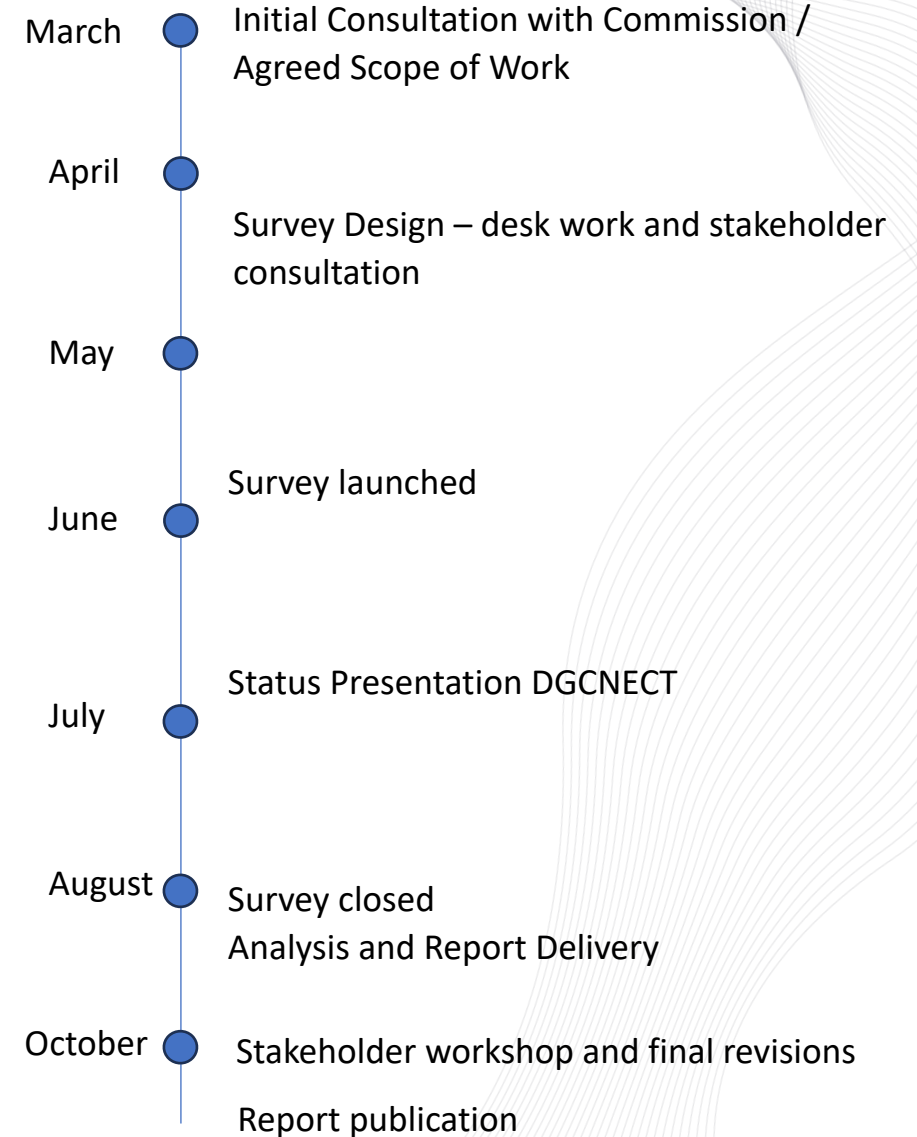 March
Initial Consultation with Commission /
Agreed Scope of Work
April
Survey Design – desk work and stakeholder
consultation
May
Survey launched
June
Status Presentation DGCNECT
July
August
Survey closed
Analysis and Report Delivery
October
Stakeholder workshop and final revisions
Report publication